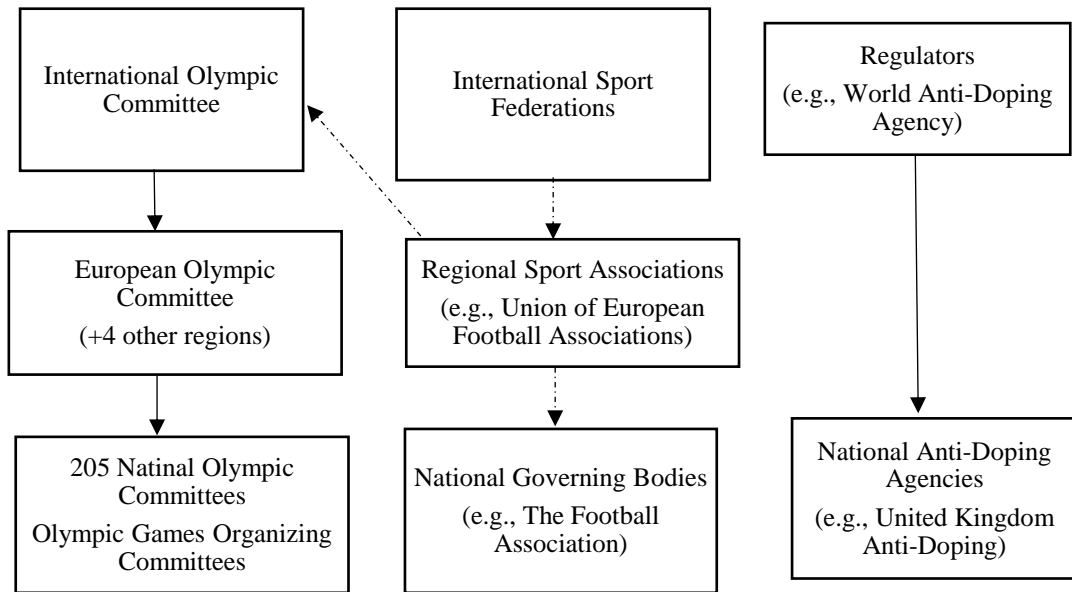 International Olympic
Committee
International Sport
Federations
Regulators
(e.g., World Anti-Doping
Agency)
European Olympic
Committee
(+4 other regions)
Regional Sport Associations
(e.g., Union of European
Football Associations)
205 Natinal Olympic
Committees
Olympic Games Organizing
Committees
National Governing Bodies
(e.g., The Football
Association)
National Anti-Doping
Agencies
(e.g., United Kingdom
Anti-Doping)